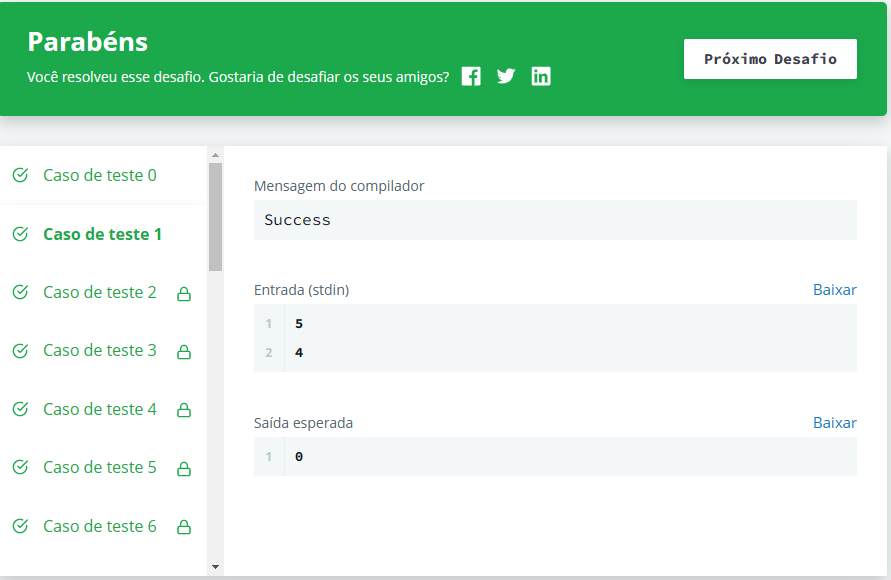 Parabéns
Você resolveu esse desafio. Gostaria de desafiar os seus amigos?
Próximo Desafio
Caso de teste 0
Caso de teste 1
Caso de teste 2
Caso de teste 3
Caso de teste 4
Caso de teste 5
Caso de teste 6
Mensagem do compilador
Success
Entrada (stdin) Baixar
1 5
2 4
Saída esperada Baixar
1 0